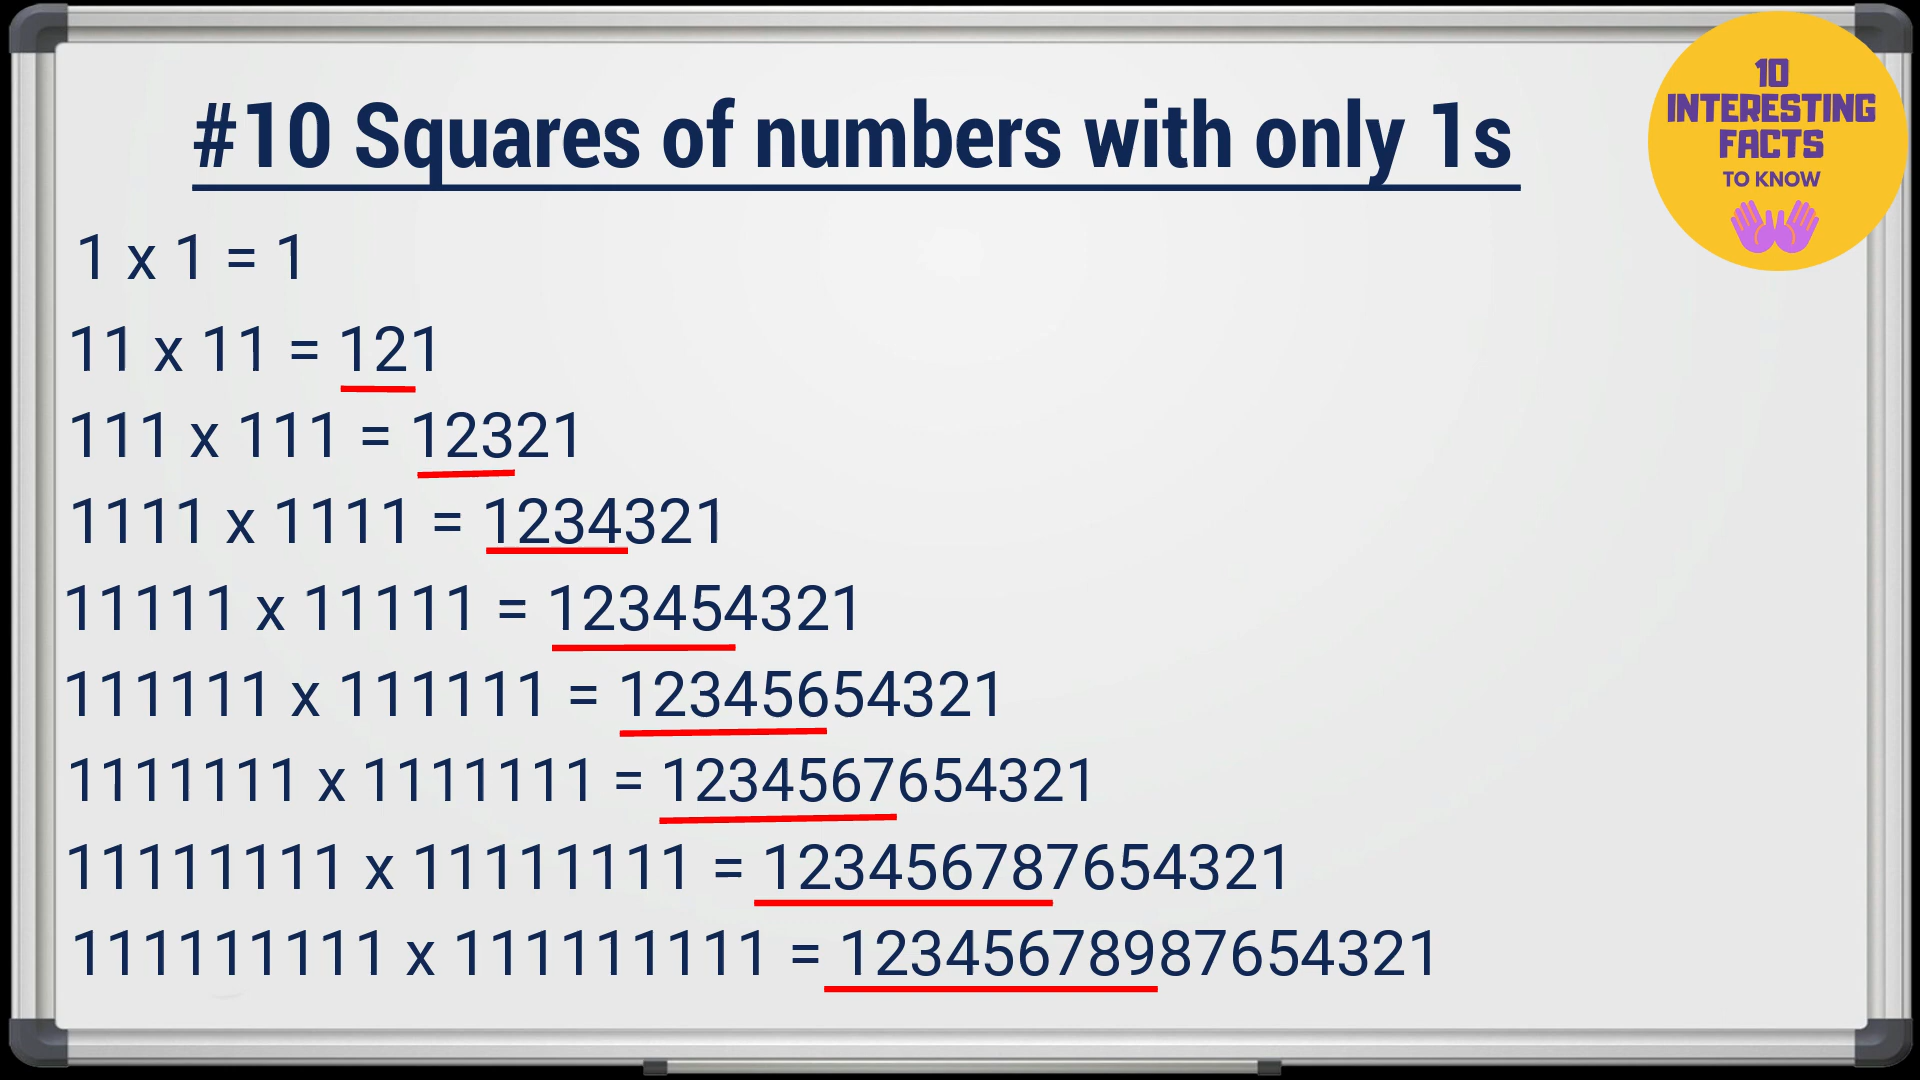 #10 Squares of numbers with only 1s
10
INTERESTING
FACTS
TO KNOW
1 x 1 = 1
11 x 11 = 121
111 x 111 = 12321
1111 x 1111 = 1234321
11111 x 11111 = 123454321
111111 x 111111 = 12345654321
1111111 x 1111111 = 1234567654321
11111111 x 11111111 = 123456787654321
111111111 x 111111111 = 12345678987654321